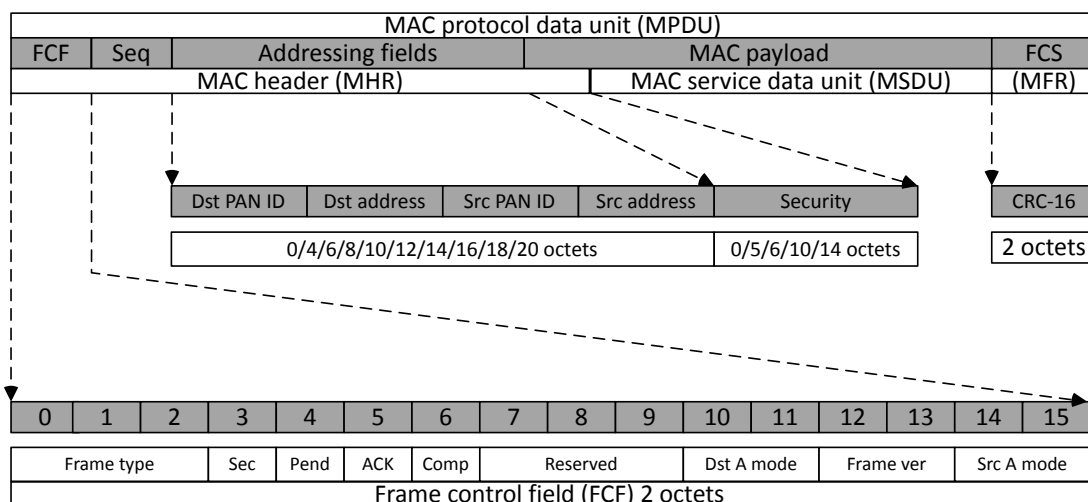 MAC protocol data unit (MPDU)
FCF Seq Addressing fields MAC payload FCS
MAC header (MHR) MAC service data unit (MSDU) (MFR)
Dst PAN ID Dst address Src PAN ID Src address Security CRC-16
0/4/6/8/10/12/14/16/18/20 octets 0/5/6/10/14 octets 2 octets
0 1 2 3 4 5 6 7 8 9 10 11 12 13 14 15
Frame type Sec Pend ACK Comp Reserved Dst A mode Frame ver Src A mode
Frame control field (FCF) 2 octets